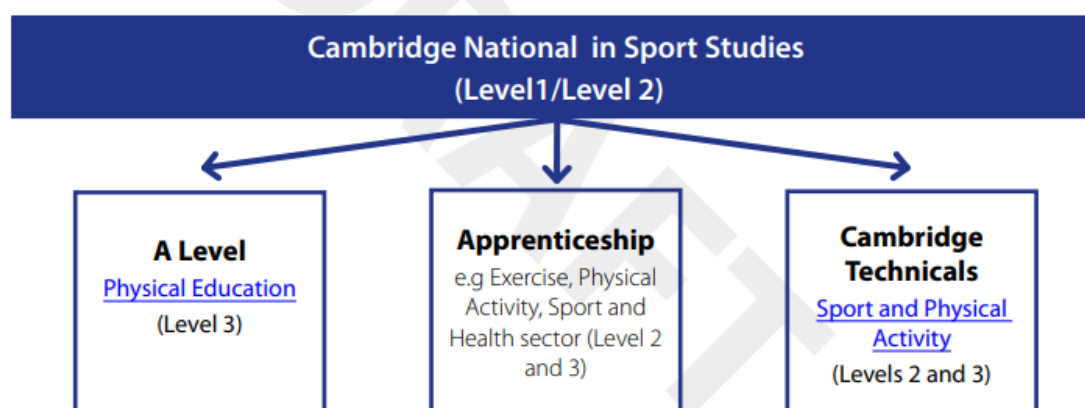 Cambridge National in Sport Studies
(Level1/Level 2)
A Level
Physical Education
(Level 3)
Apprenticeship
e.g Exercise, Physical
Activity, Sport and
Health sector (Level 2
and 3)
Cambridge
Technicals
Sport and Physical
Activity
(Levels 2 and 3)
DRAFT